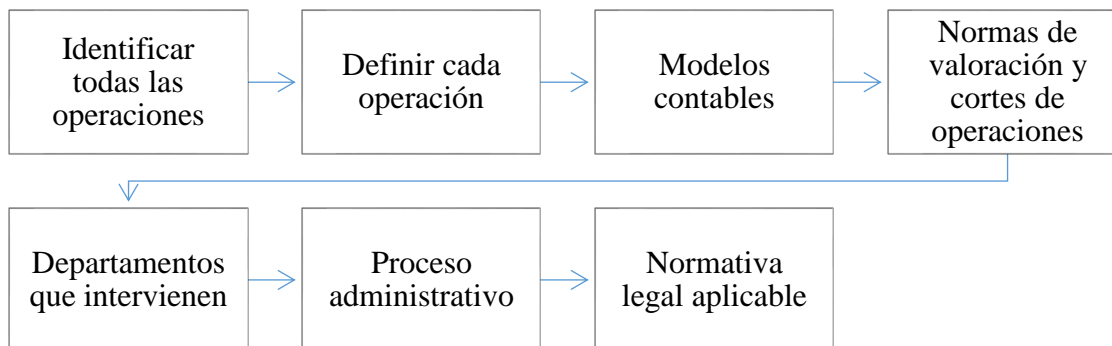 Identificar
todas las
operaciones
Definir cada
operación
Modelos
contables
Normas de
valoración y
cortes de
operaciones
Departamentos
que intervienen
Proceso
administrativo
Normativa
legal aplicable